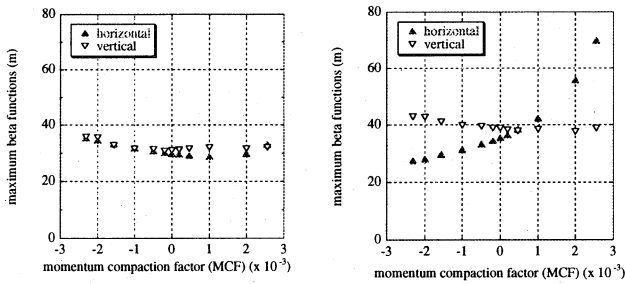 80
60
40
20
0
maximum beta functions (m)
horizontal
vertical
-3 -2 -1 0 1 2 3
momentum compaction factor (MCF) (x 10-3)
80
60
40
20
0
maximum beta functions (m)
horizontal
vertical
-3 -2 -1 0 1 2 3
momentum compaction factor (MCF) (x 10-3)